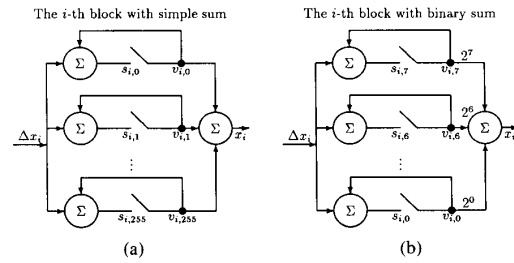 The i-th block with simple sum
The i-th block with binary sum
Σ
s_{i,0}
v_{i,0}
Δx_i
Σ
s_{i,1}
v_{i,1}
Σ
x_i
⋮
Σ
s_{i,255}
v_{i,255}
(a)
Σ
s_{i,7}
v_{i,7}
2^7
Δx_i
Σ
s_{i,6}
v_{i,6}
2^6
Σ
x_i
⋮
Σ
s_{i,0}
v_{i,0}
2^0
(b)